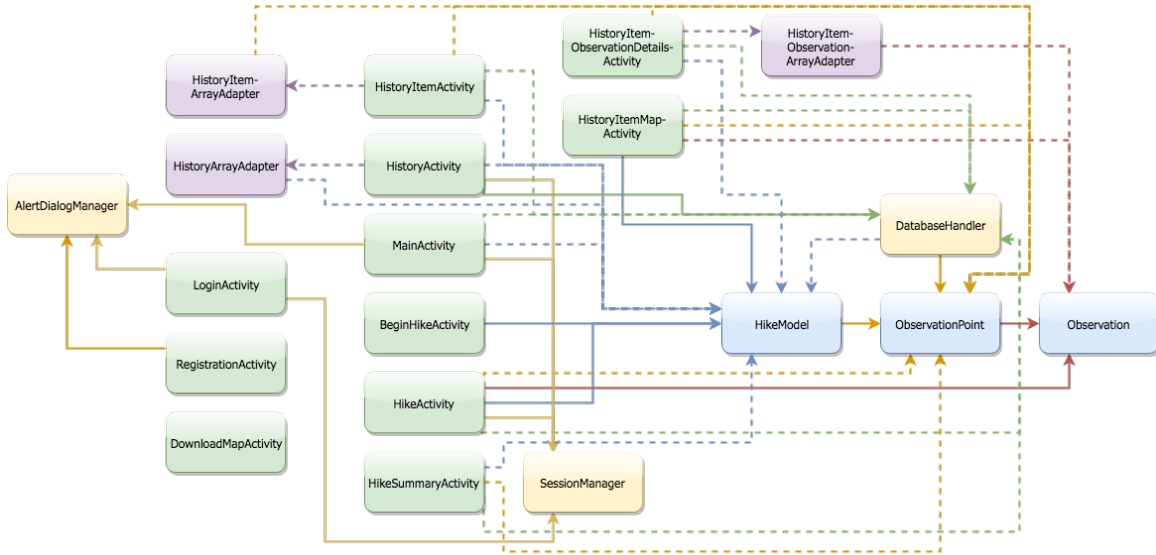 HistoryItem-
ObservationDetails-
Activity
HistoryItem-
Observation-
ArrayAdapter
HistoryItem-
ArrayAdapter
HistoryItemActivity
HistoryItemMap-
Activity
HistoryArrayAdapter
HistoryActivity
AlertDialogManager
MainActivity
DatabaseHandler
LoginActivity
BeginHikeActivity
HikeModel
ObservationPoint
Observation
RegistrationActivity
HikeActivity
DownloadMapActivity
HikeSummaryActivity
SessionManager